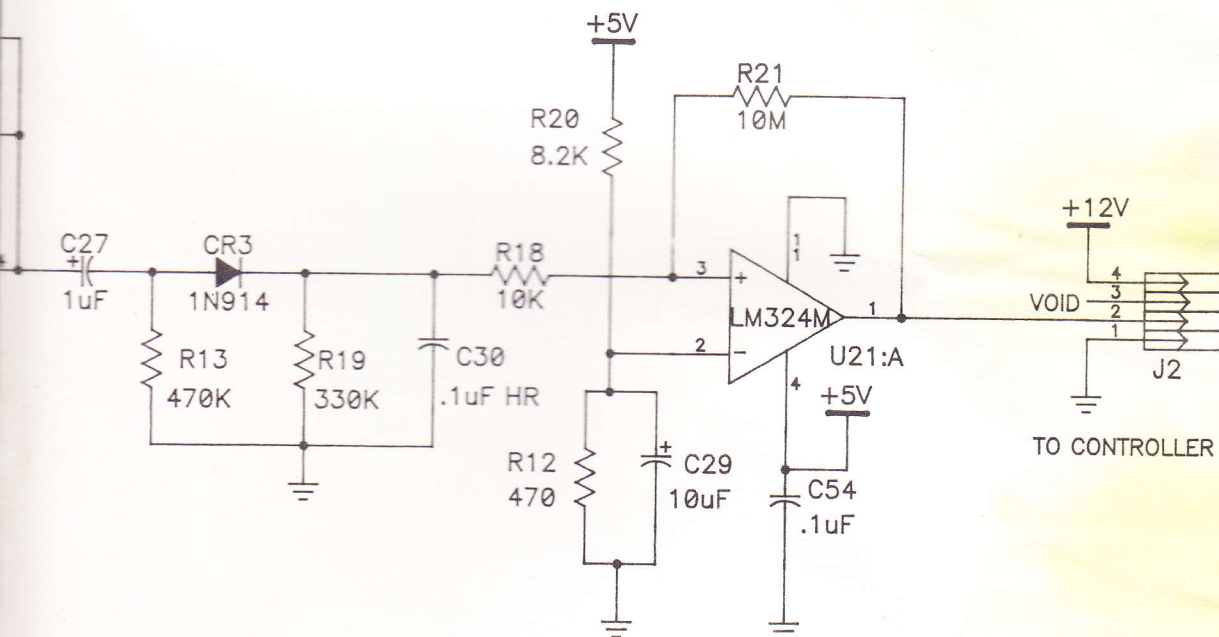 +5V
R21
10M
R20
8.2K
+12V
C27
+
1uF
CR3
1N914
R18
10K
3
+
1
1
4
3
VOID
2
1
LM324M
1
2
-
U21:A
J2
R13
470K
R19
330K
C30
.1uF HR
4
+5V
TO CONTROLLER
R12
470
+
C29
10uF
C54
.1uF